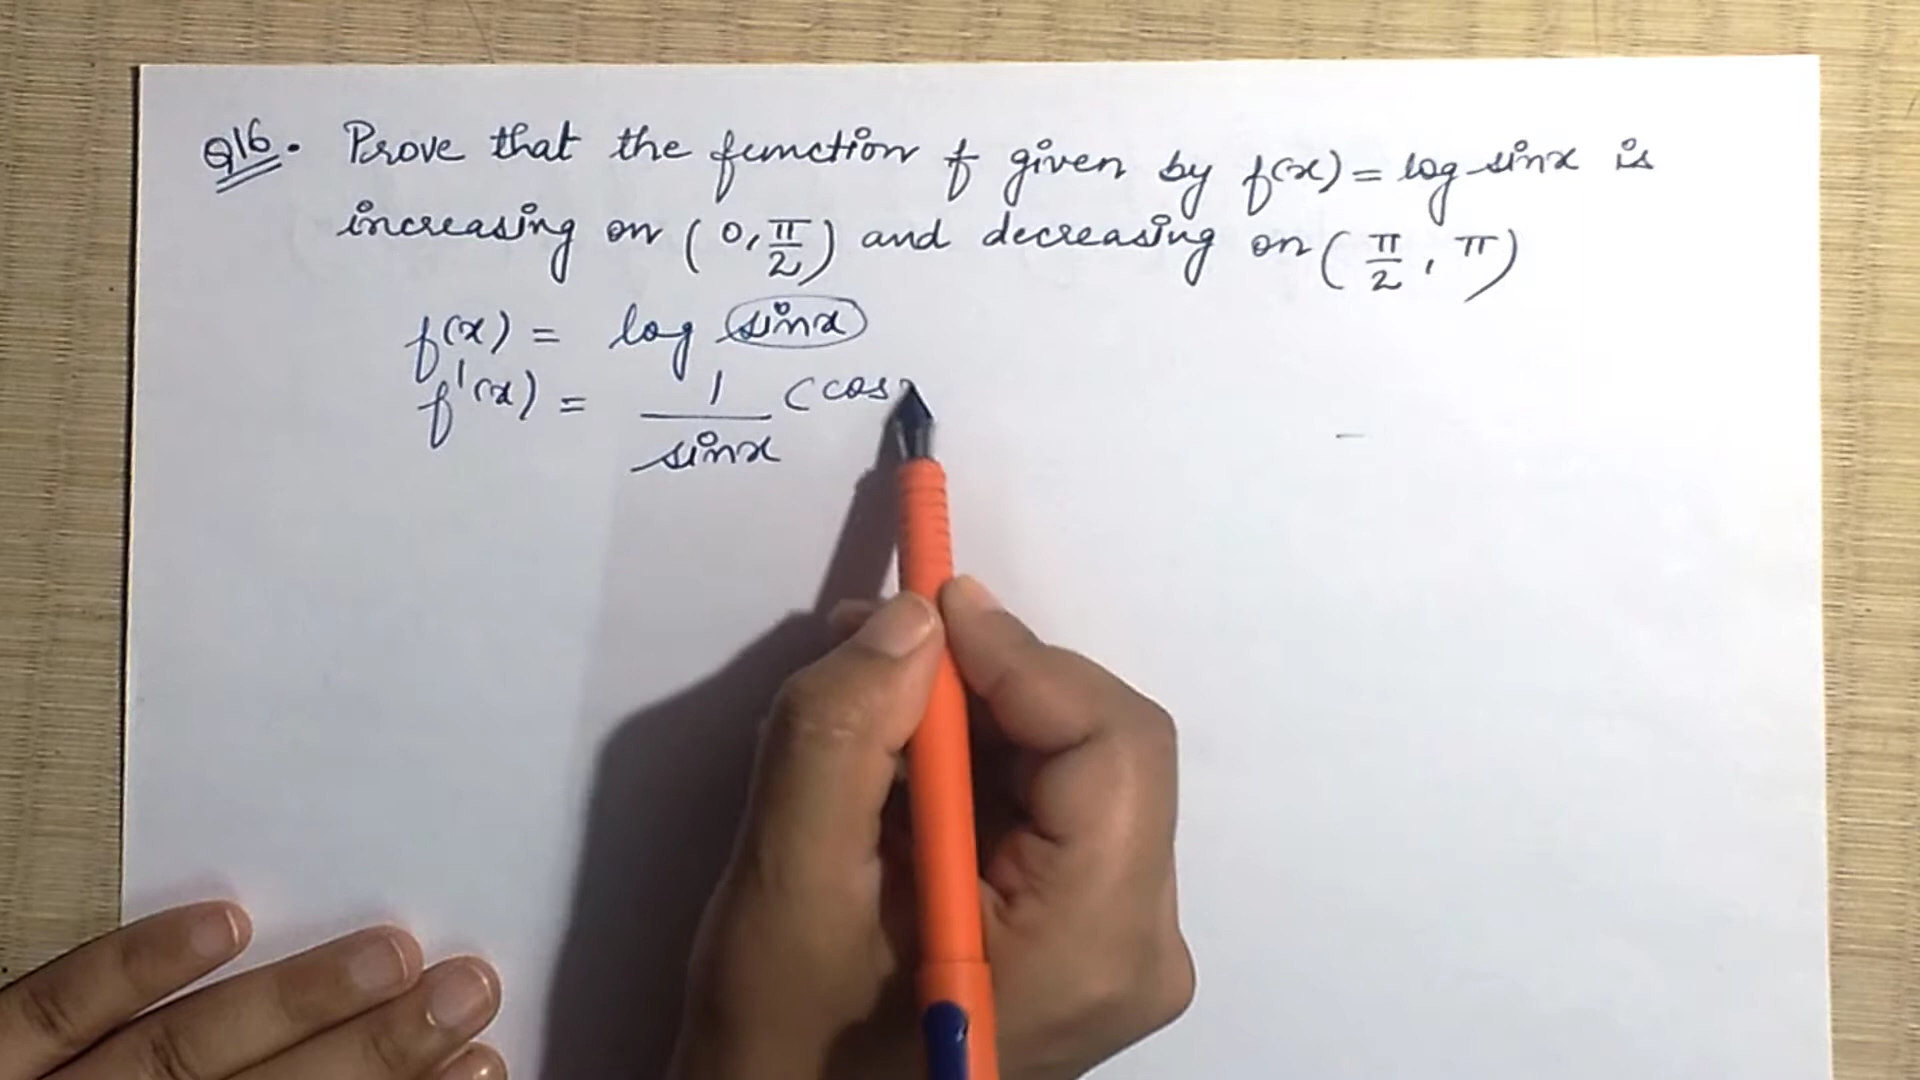 Q16. Prove that the function f given by f(x) = log sinx is
increasing on (0, π/2) and decreasing on (π/2, π)
f(x) = log sinx
f'(x) = 1/sinx (cos